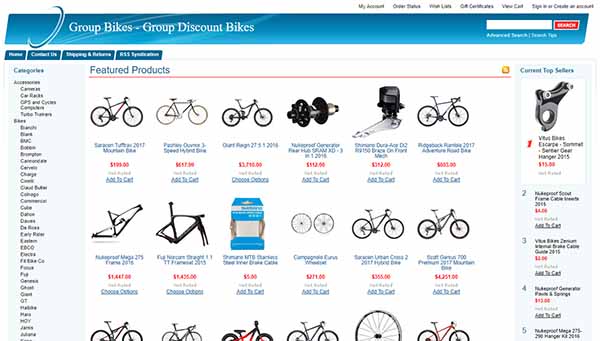 My Account Order Status Wish Lists Gift Certificates View Cart Sign in or Create an account
Group Bikes - Group Discount Bikes
SEARCH
Advanced Search | Search Tips
Home Contact Us Shipping & Returns RSS Syndication
Categories
Accessories
Cameras
Car Racks
GPS and Cycles
Computers
Turbo Trainers
Bikes
Bianchi
Blank
BMC
Bobbin
Brompton
Cannondale
Cervelo
Charge
Cinelli
Claud Butler
Colnago
Commencal
Cube
Dahon
Dawes
De Rosa
Early Rider
Eastern
EBCO
Electra
Fit Bike Co
Focus
Fuji
Genesis
Ghost
Giant
GT
Haibike
Haro
HOY
Jamis
Juliana
Featured Products
Saracen Tufftrax 2017
Mountain Bike
$199.00
Not Rated
Add To Cart
Pashley Guvnor 3-
Speed Hybrid Bike
$617.99
Not Rated
Add To Cart
Giant Reign 27.5 1 2016
$3,710.00
Not Rated
Choose Options
Nukeproof Generator
Rear Hub SRAM XD - 3
In 1 2016
$112.00
Not Rated
Add To Cart
Shimano Dura-Ace Di2
R9150 Braze On Front
Mech
$312.00
Not Rated
Add To Cart
Ridgeback Ramble 2017
Adventure Road Bike
$603.00
Not Rated
Add To Cart
Nukeproof Mega 275
Frame 2016
$1,447.00
Not Rated
Choose Options
Fuji Norcom Straight 1.1
TT Frameset 2015
$1,435.00
Not Rated
Choose Options
Shimano MTB Stainless
Steel Inner Brake Cable
$5.00
Not Rated
Add To Cart
Campagnolo Eurus
Wheelset
$271.00
Not Rated
Add To Cart
Saracen Urban Cross 2
2017 Hybrid Bike
$355.00
Not Rated
Add To Cart
Scott Genius 700
Premium 2017 Mountain
Bike
$4,251.00
Not Rated
Add To Cart
Current Top Sellers
1
Vitus Bikes
Escarpe - Sommet
- Sentier Gear
Hanger 2015
$15.00
Not Rated
Add To Cart
2
Nukeproof Scout
Frame Cable Inserts
2015
$4.00
Not Rated
Add To Cart
3
Vitus Bikes Zenium
Internal Brake Cable
Guide 2015
$2.00
Not Rated
Add To Cart
4
Nukeproof Generator
Pawls & Springs
$13.00
Not Rated
Add To Cart
5
Nukeproof Mega 275-
290 Hanger Kit 2016